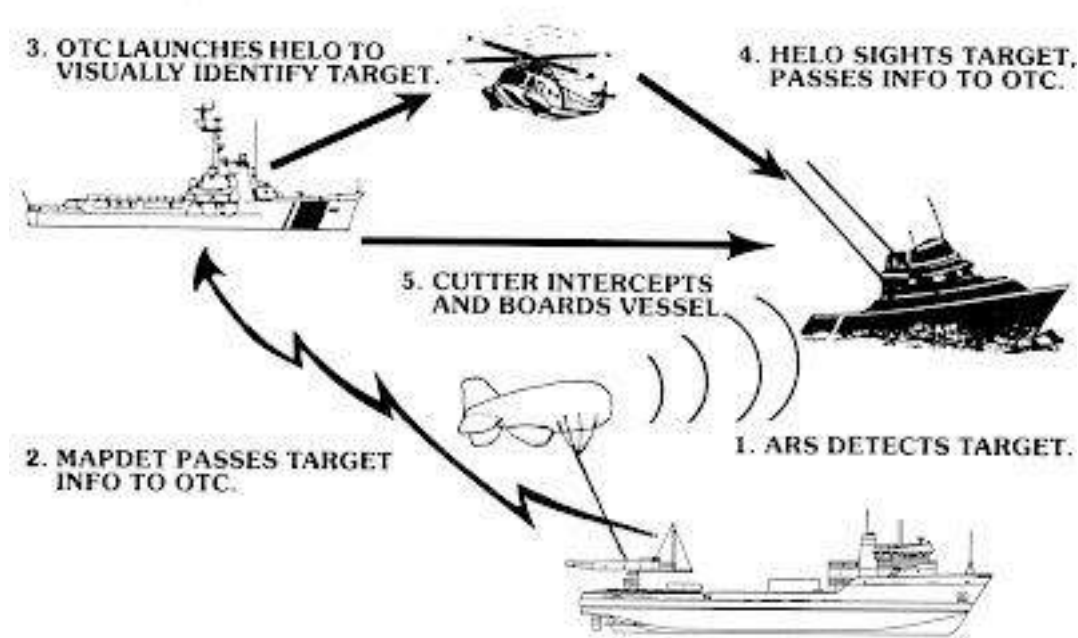 3. OTC LAUNCHES HELO TO
VISUALLY IDENTIFY TARGET.
4. HELO SIGHTS TARGET,
PASSES INFO TO OTC.
5. CUTTER INTERCEPTS
AND BOARDS VESSEL
1. ARS DETECTS TARGET.
2. MAPDET PASSES TARGET
INFO TO OTC.